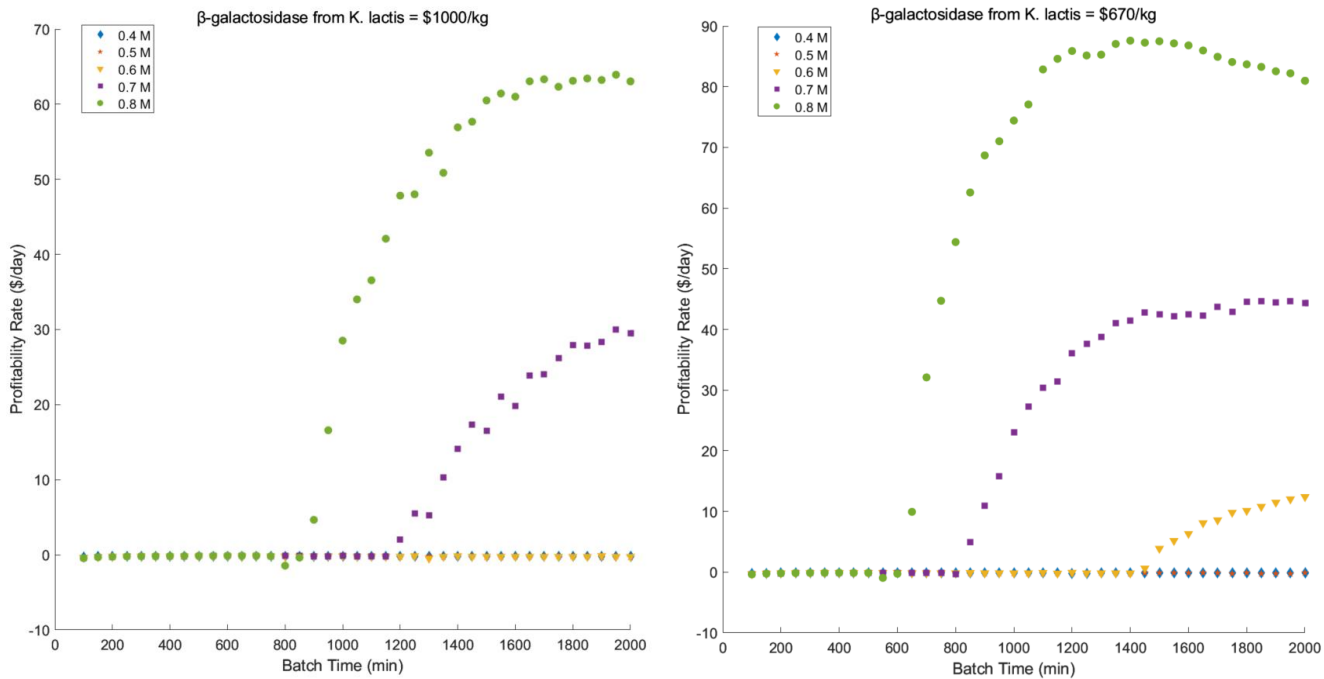 β-galactosidase from K. lactis = $1000/kg
70
60
50
40
30
20
10
0
-10
Profitability Rate ($/day)
0.4 M
0.5 M
0.6 M
0.7 M
0.8 M
0 200 400 600 800 1000 1200 1400 1600 1800 2000
Batch Time (min)
β-galactosidase from K. lactis = $670/kg
90
80
70
60
50
40
30
20
10
0
-10
Profitability Rate ($/day)
0.4 M
0.5 M
0.6 M
0.7 M
0.8 M
0 200 400 600 800 1000 1200 1400 1600 1800 2000
Batch Time (min)